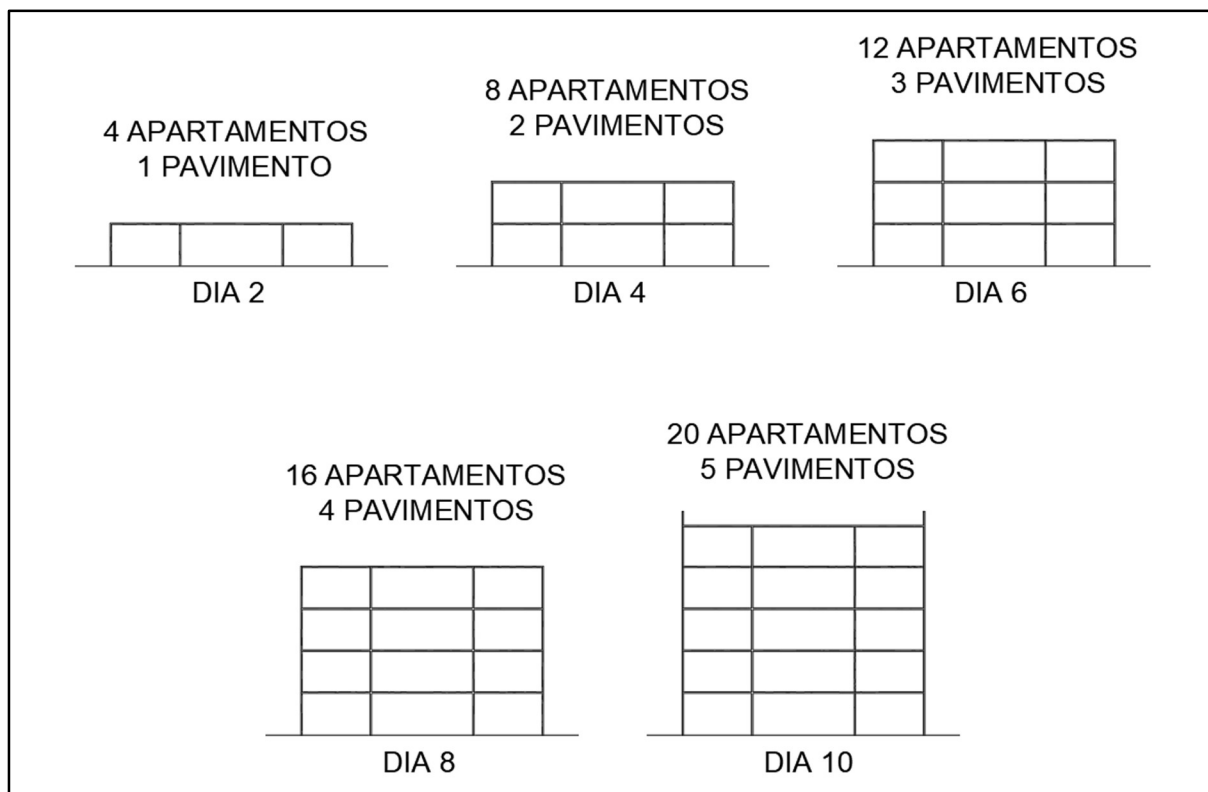 4 APARTAMENTOS
1 PAVIMENTO
DIA 2
8 APARTAMENTOS
2 PAVIMENTOS
DIA 4
12 APARTAMENTOS
3 PAVIMENTOS
DIA 6
16 APARTAMENTOS
4 PAVIMENTOS
DIA 8
20 APARTAMENTOS
5 PAVIMENTOS
DIA 10